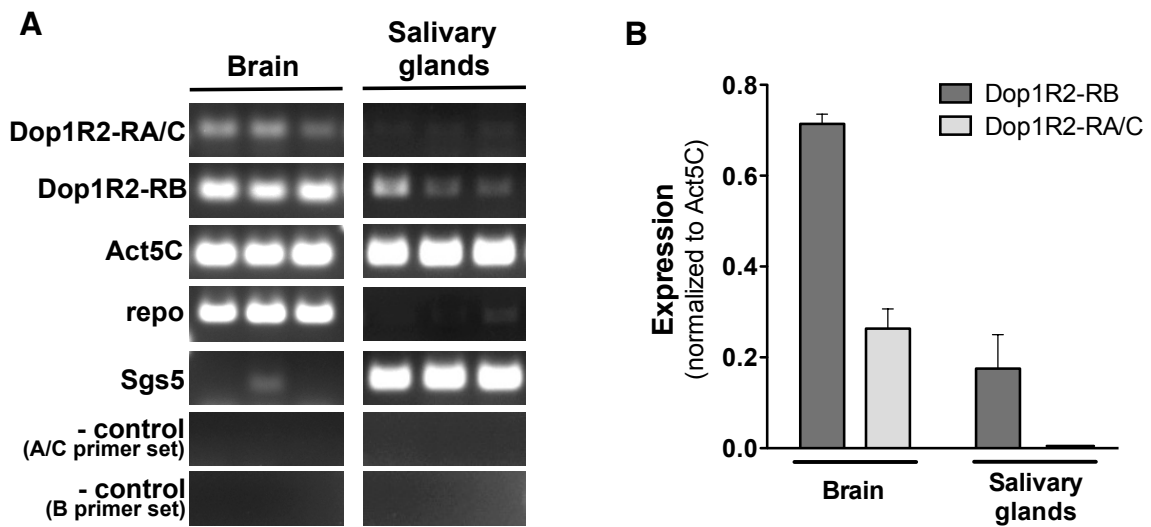 A
Brain
Salivary
glands
Dop1R2-RA/C
Dop1R2-RB
Act5C
repo
Sgs5
- control
(A/C primer set)
- control
(B primer set)
B
Dop1R2-RB
Dop1R2-RA/C
Expression
(normalized to Act5C)
0.8
0.6
0.4
0.2
0.0
Brain
Salivary
glands